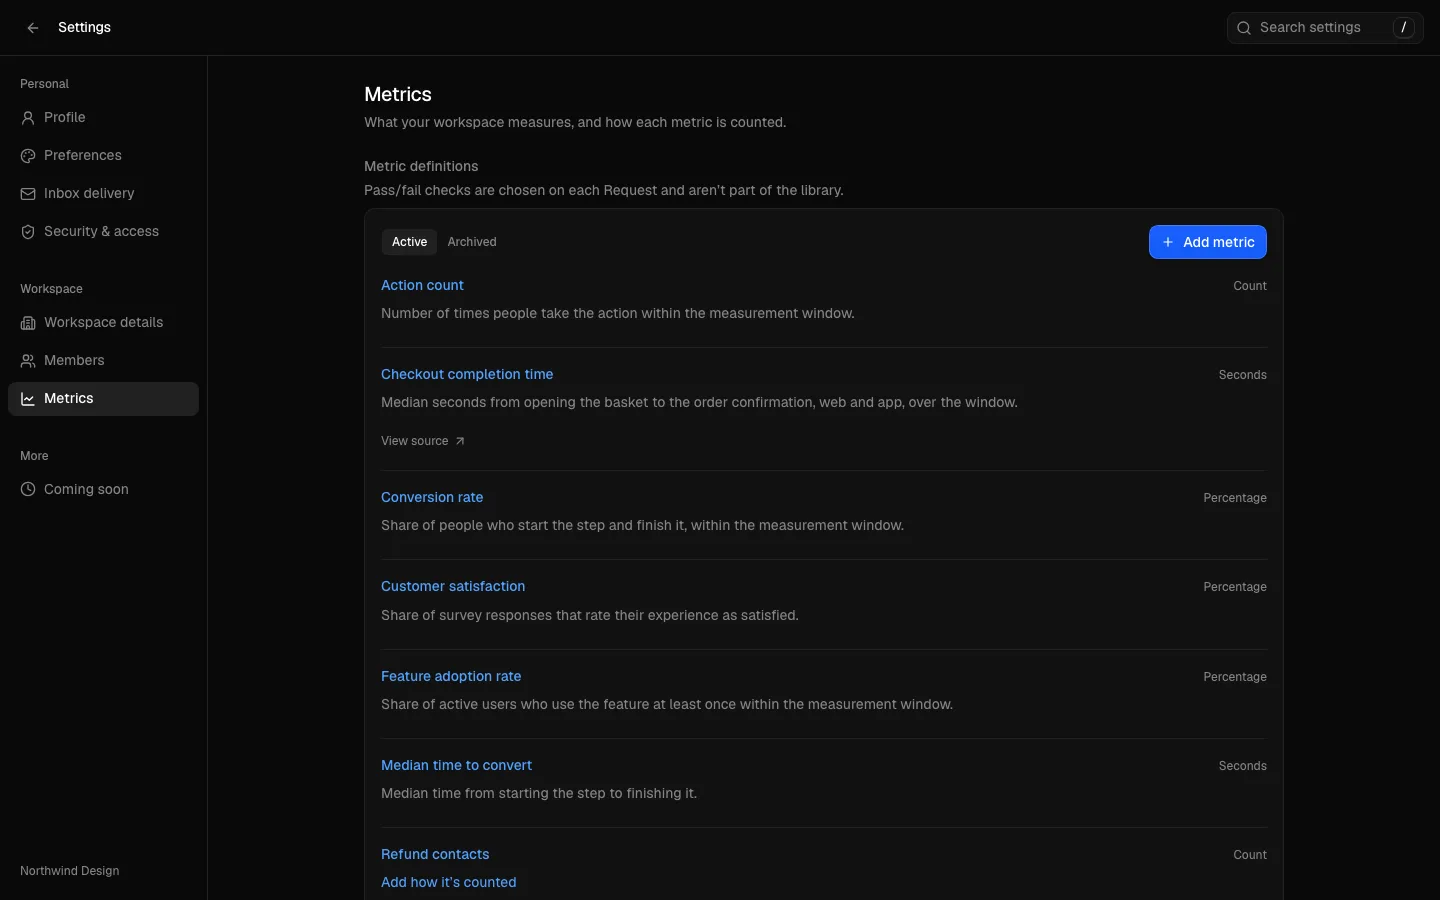 Settings
Search settings /
Personal
Profile
Preferences
Inbox delivery
Security & access
Workspace
Workspace details
Members
Metrics
More
Coming soon
Northwind Design
Metrics
What your workspace measures, and how each metric is counted.
Metric definitions
Pass/fail checks are chosen on each Request and aren't part of the library.
Active Archived
Add metric
Action count Count
Number of times people take the action within the measurement window.
Checkout completion time Seconds
Median seconds from opening the basket to the order confirmation, web and app, over the window.
View source
Conversion rate Percentage
Share of people who start the step and finish it, within the measurement window.
Customer satisfaction Percentage
Share of survey responses that rate their experience as satisfied.
Feature adoption rate Percentage
Share of active users who use the feature at least once within the measurement window.
Median time to convert Seconds
Median time from starting the step to finishing it.
Refund contacts Count
Add how it's counted